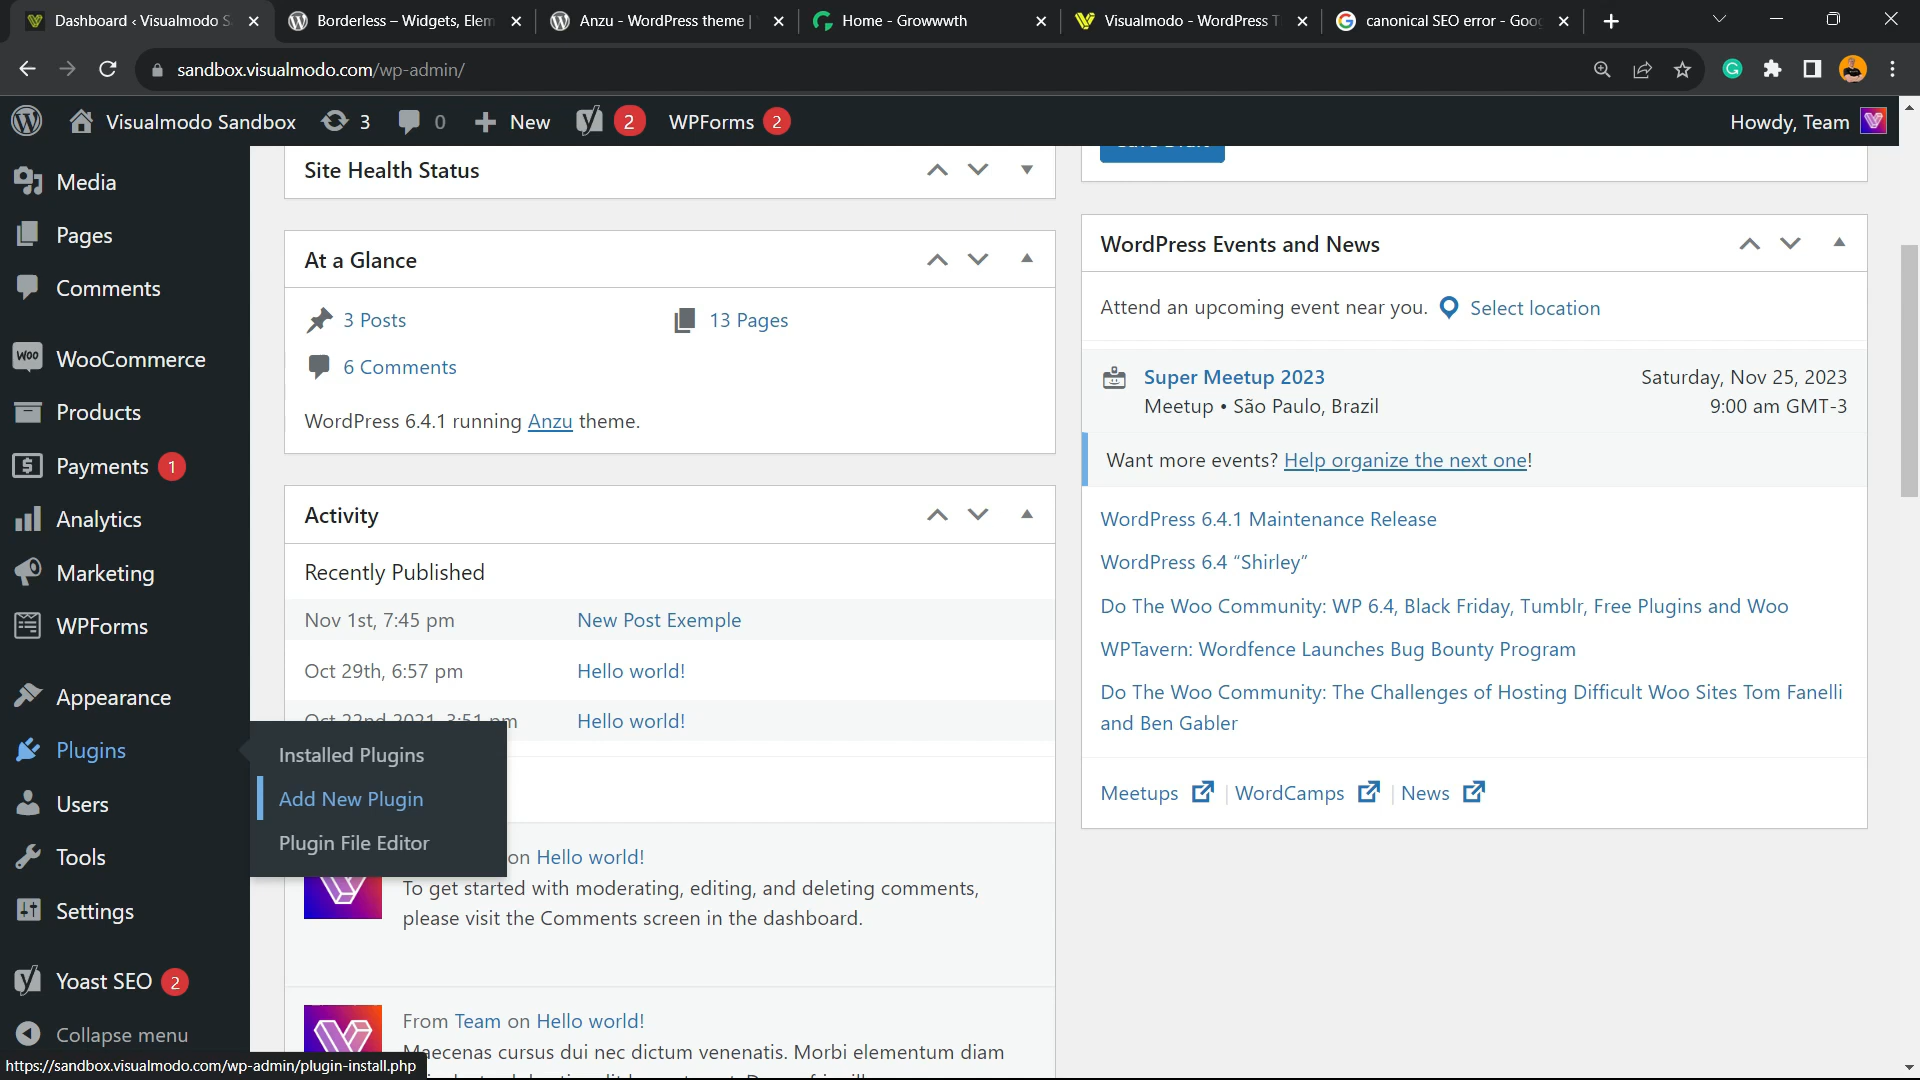 Dashboard ‹ Visualmodo S
Borderless – Widgets, Elem
Anzu - WordPress theme |
Home - Growwwth
Visualmodo - WordPress T
canonical SEO error - Goo
sandbox.visualmodo.com/wp-admin/
Visualmodo Sandbox
3
0
New
2
WPForms 2
Howdy, Team
Media
Pages
Comments
WooCommerce
Products
Payments 1
Analytics
Marketing
WPForms
Appearance
Plugins
Users
Tools
Settings
Yoast SEO 2
Collapse menu
Installed Plugins
Add New Plugin
Plugin File Editor
Site Health Status
At a Glance
3 Posts
13 Pages
6 Comments
WordPress 6.4.1 running Anzu theme.
Activity
Recently Published
Nov 1st, 7:45 pm New Post Exemple
Oct 29th, 6:57 pm Hello world!
Oct 22nd 2021, 3:51 pm Hello world!
on Hello world!
To get started with moderating, editing, and deleting comments,
please visit the Comments screen in the dashboard.
From Team on Hello world!
Maecenas cursus dui nec dictum venenatis. Morbi elementum diam
WordPress Events and News
Attend an upcoming event near you. Select location
Super Meetup 2023
Meetup • São Paulo, Brazil
Saturday, Nov 25, 2023
9:00 am GMT-3
Want more events? Help organize the next one!
WordPress 6.4.1 Maintenance Release
WordPress 6.4 “Shirley”
Do The Woo Community: WP 6.4, Black Friday, Tumblr, Free Plugins and Woo
WPTavern: Wordfence Launches Bug Bounty Program
Do The Woo Community: The Challenges of Hosting Difficult Woo Sites Tom Fanelli
and Ben Gabler
Meetups | WordCamps | News
https://sandbox.visualmodo.com/wp-admin/plugin-install.php